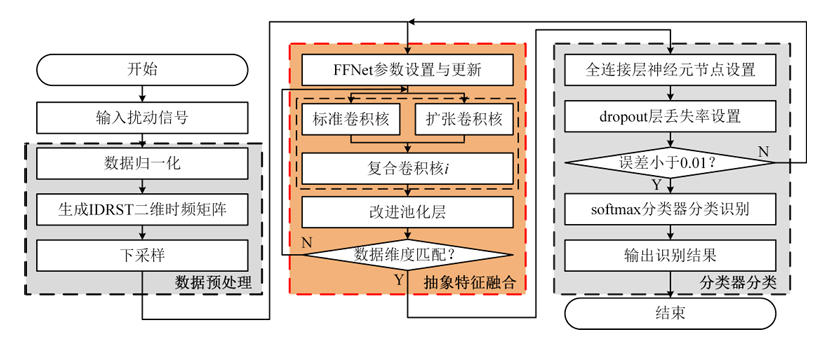 开始
输入扰动信号
数据归一化
生成IDRST二维时频矩阵
下采样
数据预处理
FFNet参数设置与更新
标准卷积核
扩张卷积核
复合卷积核i
改进池化层
数据维度匹配？
N
Y
抽象特征融合
全连接层神经元节点设置
dropout层丢失率设置
误差小于0.01？
N
Y
softmax分类器分类识别
输出识别结果
分类器分类
结束